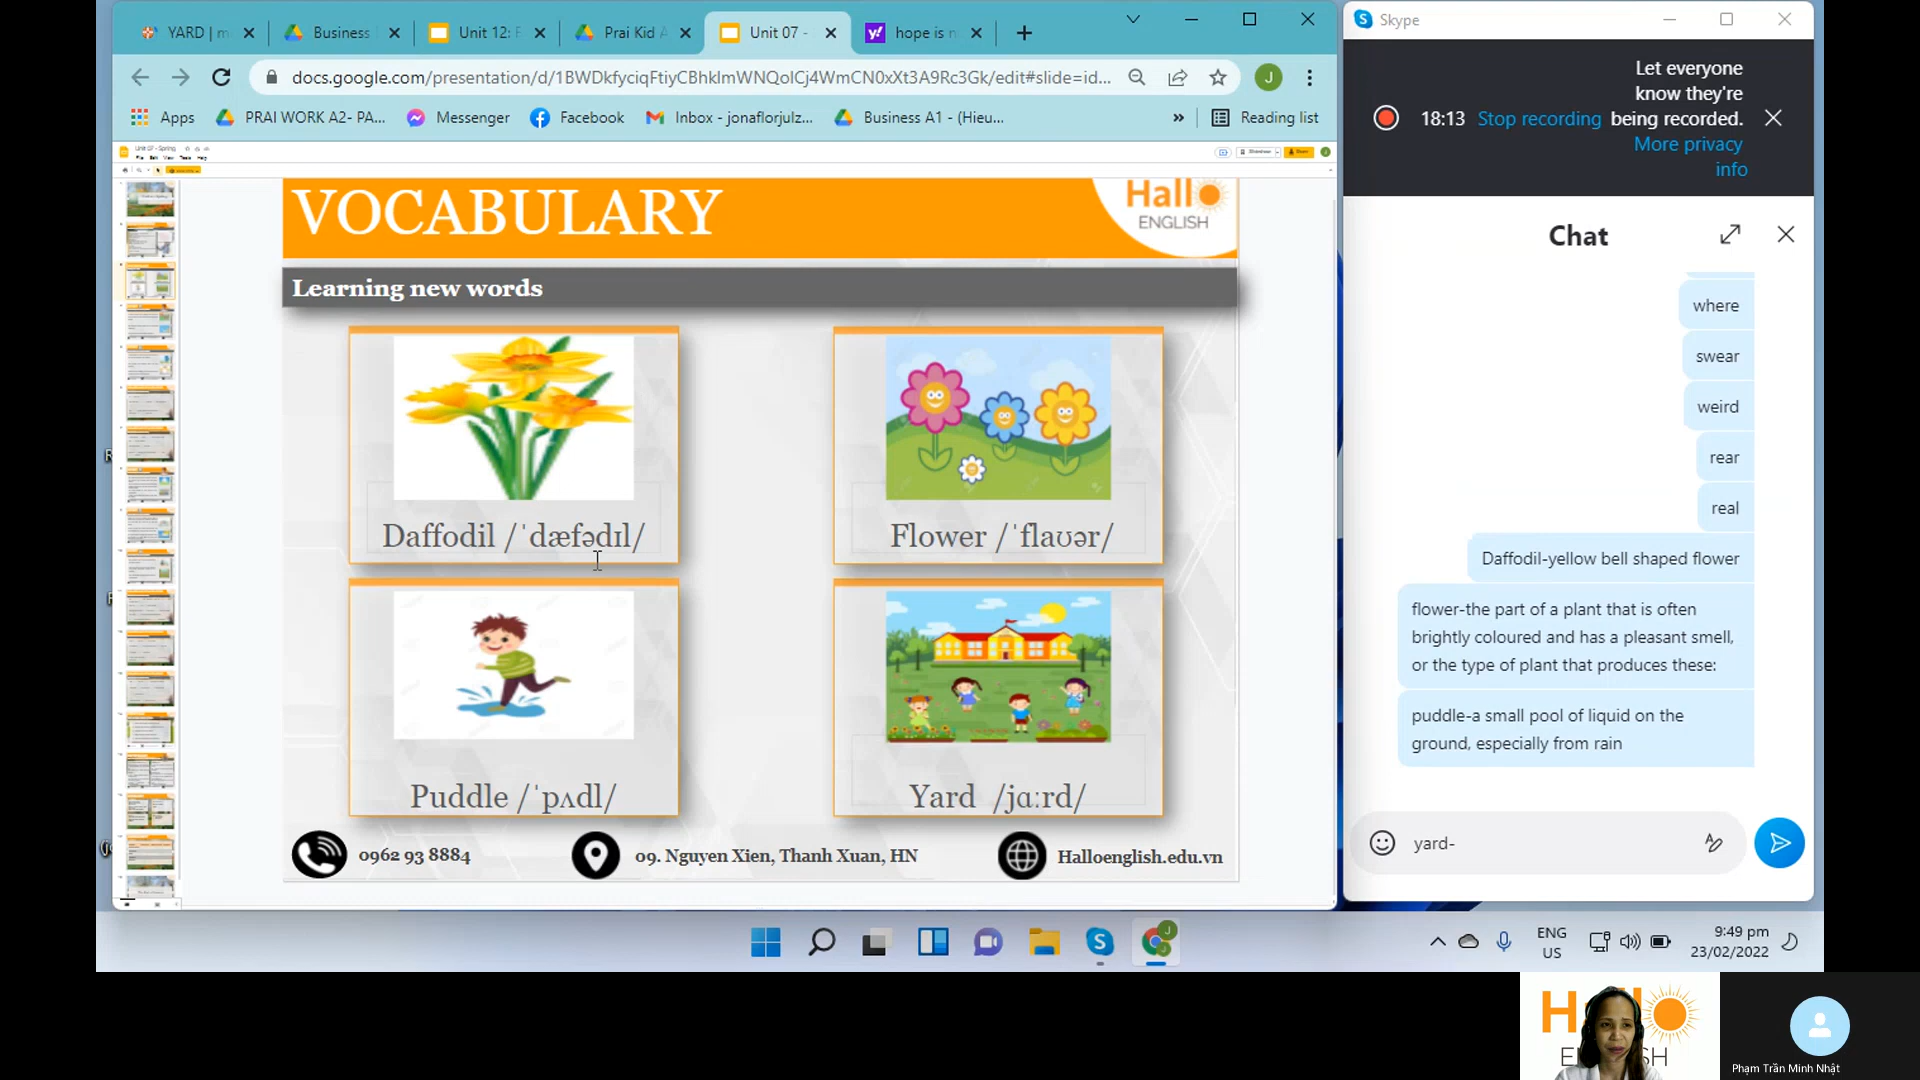 YARD | m
Business
Unit 12: F
Prai Kid A
Unit 07 -
hope is n
docs.google.com/presentation/d/1BWDkfyciqFtiyCBhklmWNQolCj4WmCN0xXt3A9Rc3Gk/edit#slide=id...
J
Apps
PRAI WORK A2- PA...
Messenger
Facebook
Inbox - jonaflorjulz...
Business A1 - (Hieu...
»
Reading list
Unit 07 - Spring
VOCABULARY
Hallo
ENGLISH
Learning new words
Daffodil /ˈdæfədɪl/
Flower /ˈflaʊər/
Puddle /ˈpʌdl/
Yard /jɑːrd/
0962 93 8884
09. Nguyen Xien, Thanh Xuan, HN
Halloenglish.edu.vn
Skype
18:13 Stop recording
Let everyone
know they're
being recorded.
More privacy
info
Chat
where
swear
weird
rear
real
Daffodil-yellow bell shaped flower
flower-the part of a plant that is often
brightly coloured and has a pleasant smell,
or the type of plant that produces these:
puddle-a small pool of liquid on the
ground, especially from rain
yard-
ENG
US
9:49 pm
23/02/2022
Phạm Trần Minh Nhật